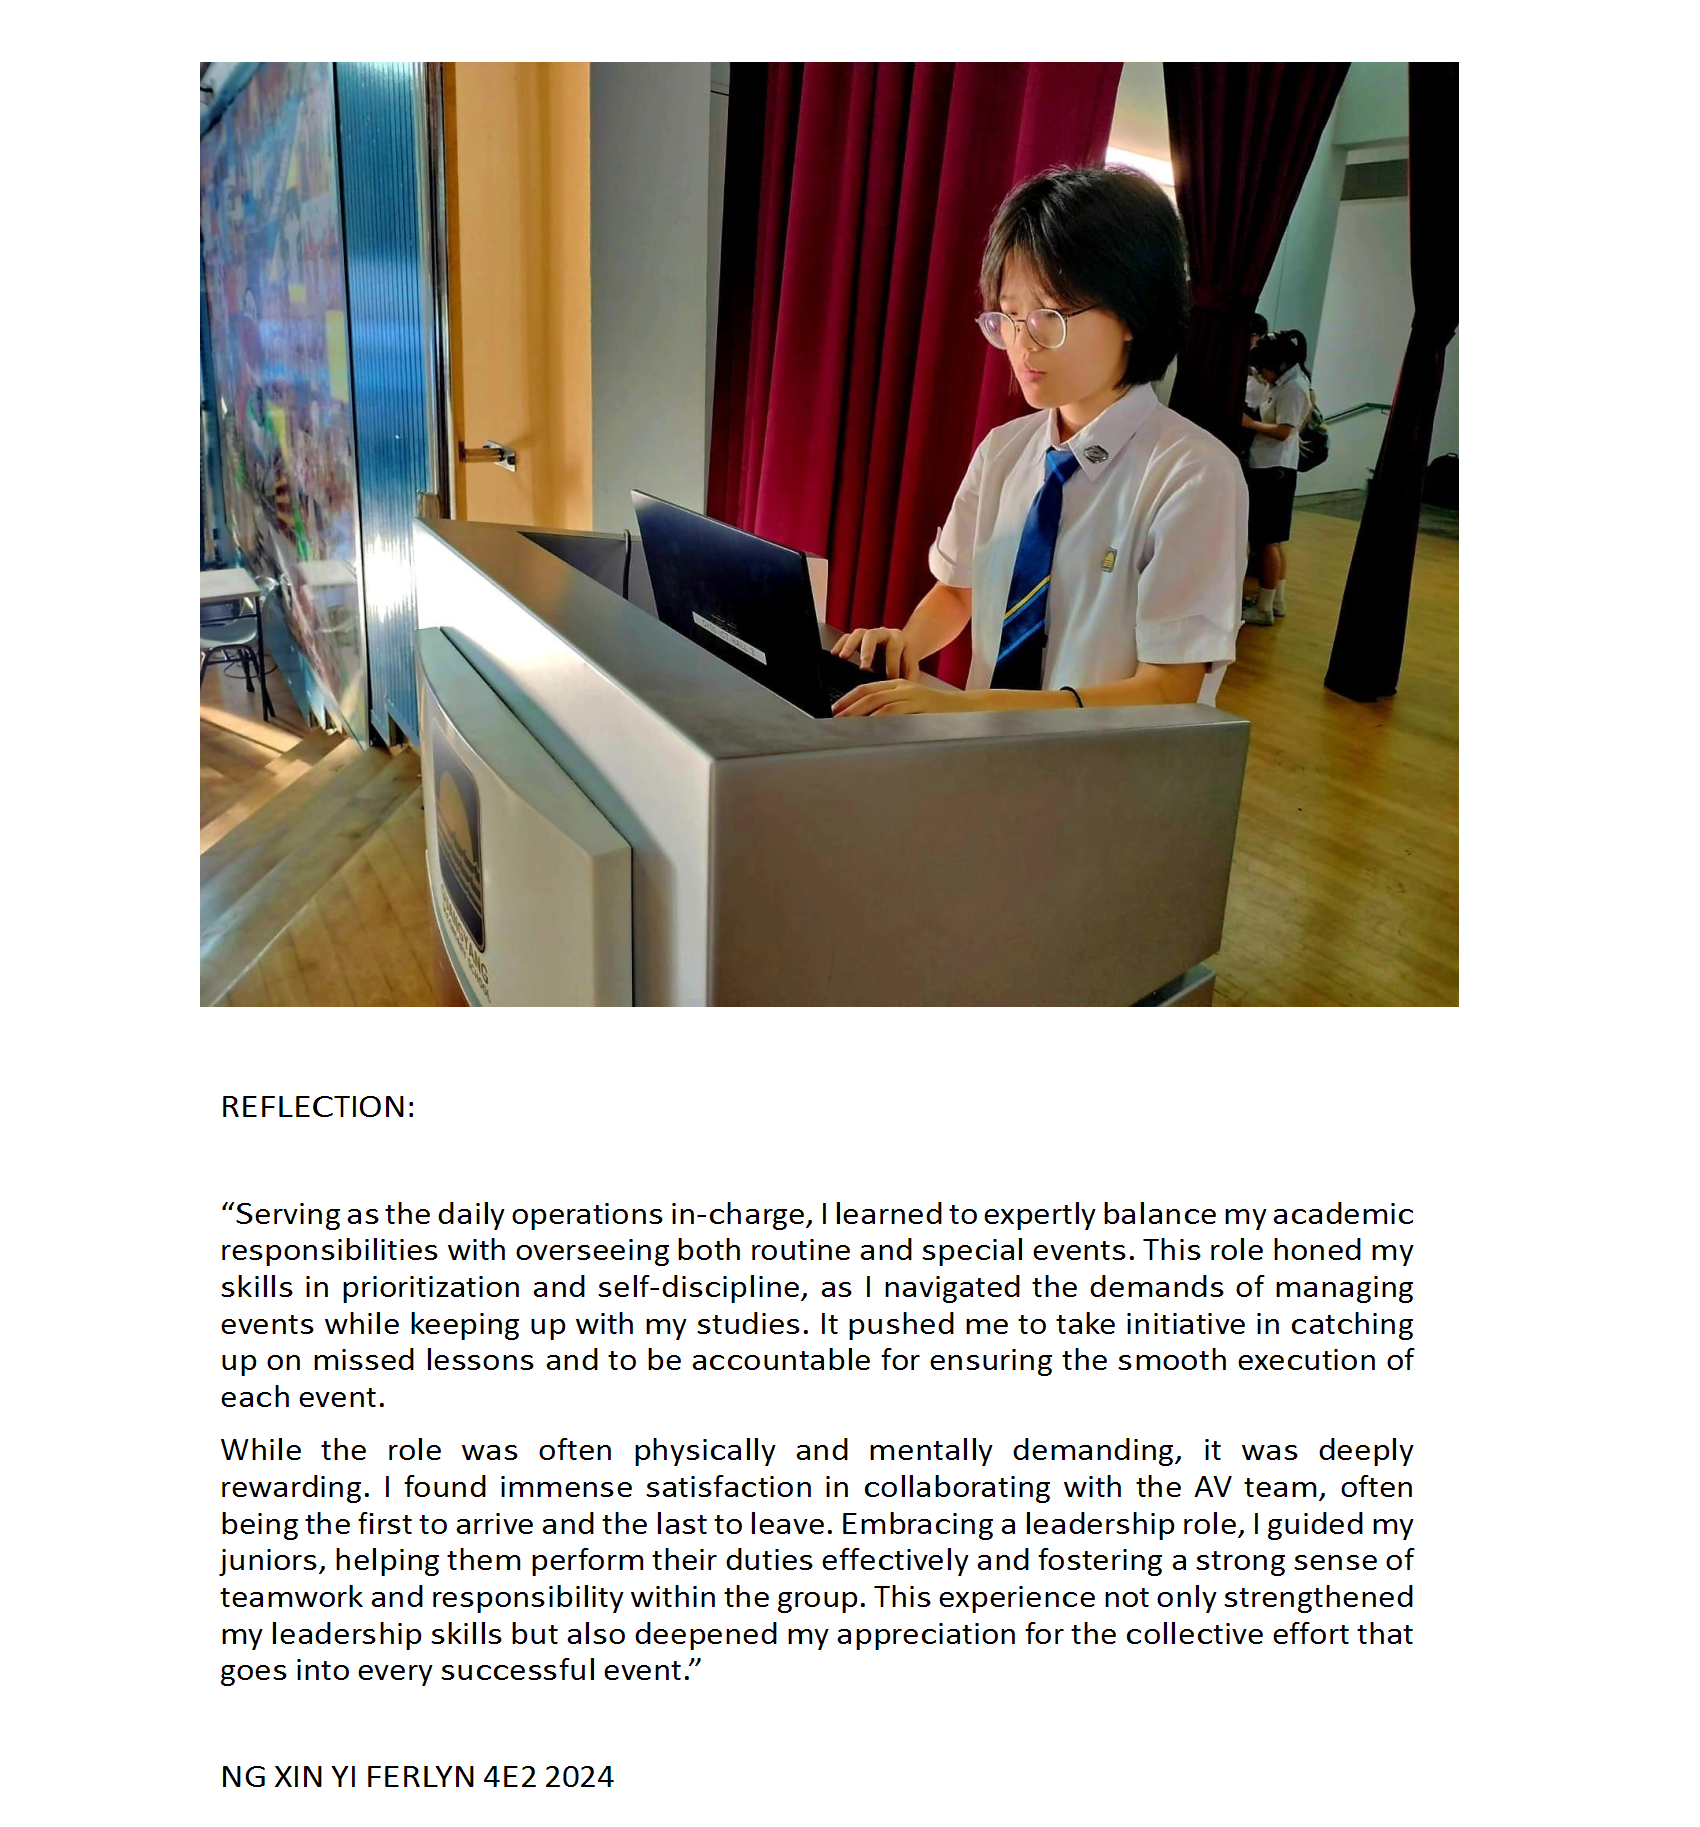 REFLECTION:
“Serving as the daily operations in-charge, I learned to expertly balance my academic
responsibilities with overseeing both routine and special events. This role honed my
skills in prioritization and self-discipline, as I navigated the demands of managing
events while keeping up with my studies. It pushed me to take initiative in catching
up on missed lessons and to be accountable for ensuring the smooth execution of
each event.
While the role was often physically and mentally demanding, it was deeply
rewarding. I found immense satisfaction in collaborating with the AV team, often
being the first to arrive and the last to leave. Embracing a leadership role, I guided my
juniors, helping them perform their duties effectively and fostering a strong sense of
teamwork and responsibility within the group. This experience not only strengthened
my leadership skills but also deepened my appreciation for the collective effort that
goes into every successful event.”
NG XIN YI FERLYN 4E2 2024